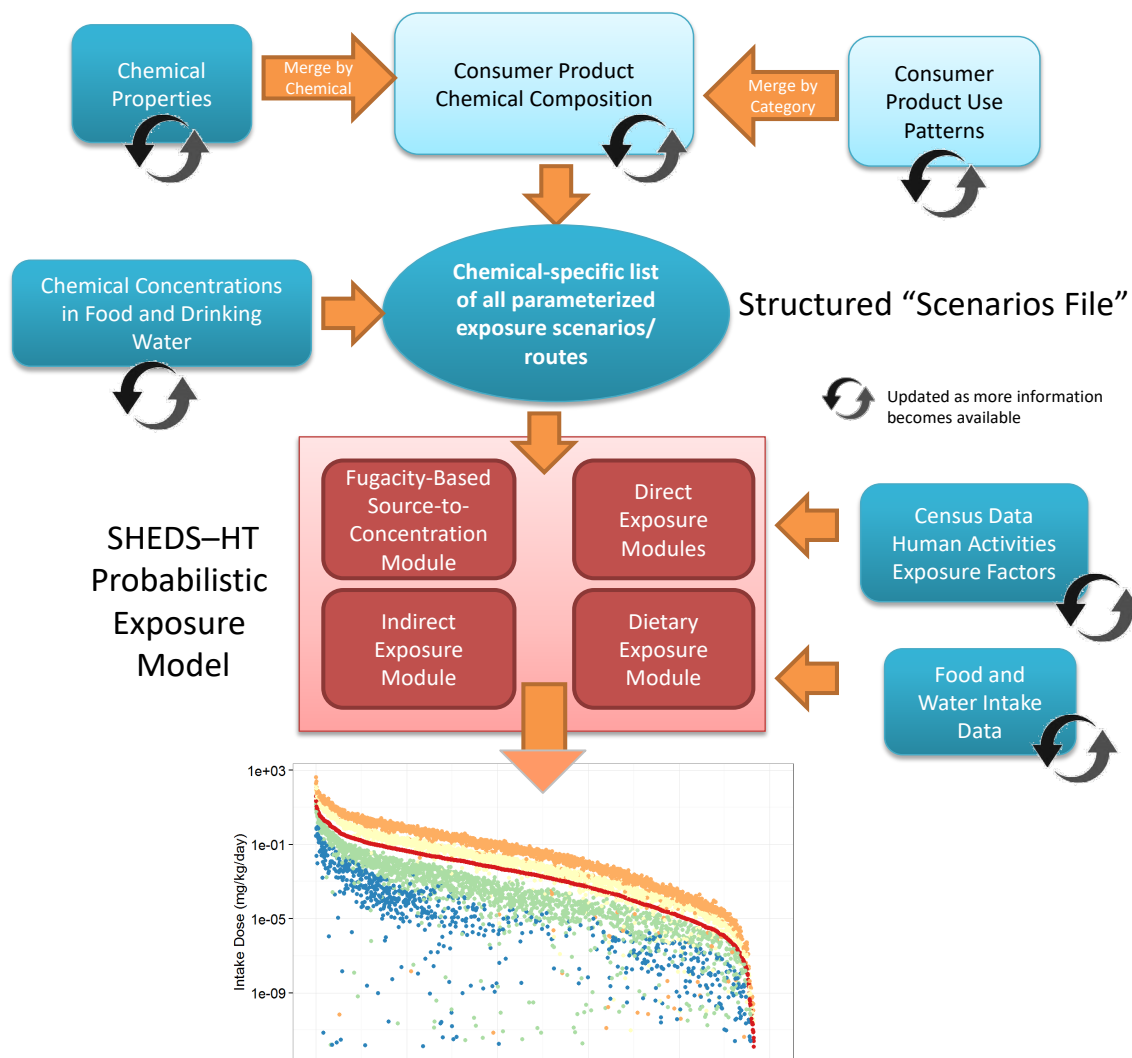 Chemical
Properties
Merge by
Chemical
Consumer Product
Chemical Composition
Merge by
Category
Consumer
Product Use
Patterns
Chemical Concentrations
in Food and Drinking
Water
Chemical-specific list
of all parameterized
exposure scenarios/
routes
Structured “Scenarios File”
Updated as more information
becomes available
SHEDS–HT
Probabilistic
Exposure
Model
Fugacity-Based
Source-to-
Concentration
Module
Direct
Exposure
Modules
Indirect
Exposure
Module
Dietary
Exposure
Module
Census Data
Human Activities
Exposure Factors
Food and
Water Intake
Data
Intake Dose (mg/kg/day)
1e+03
1e-01
1e-05
1e-09